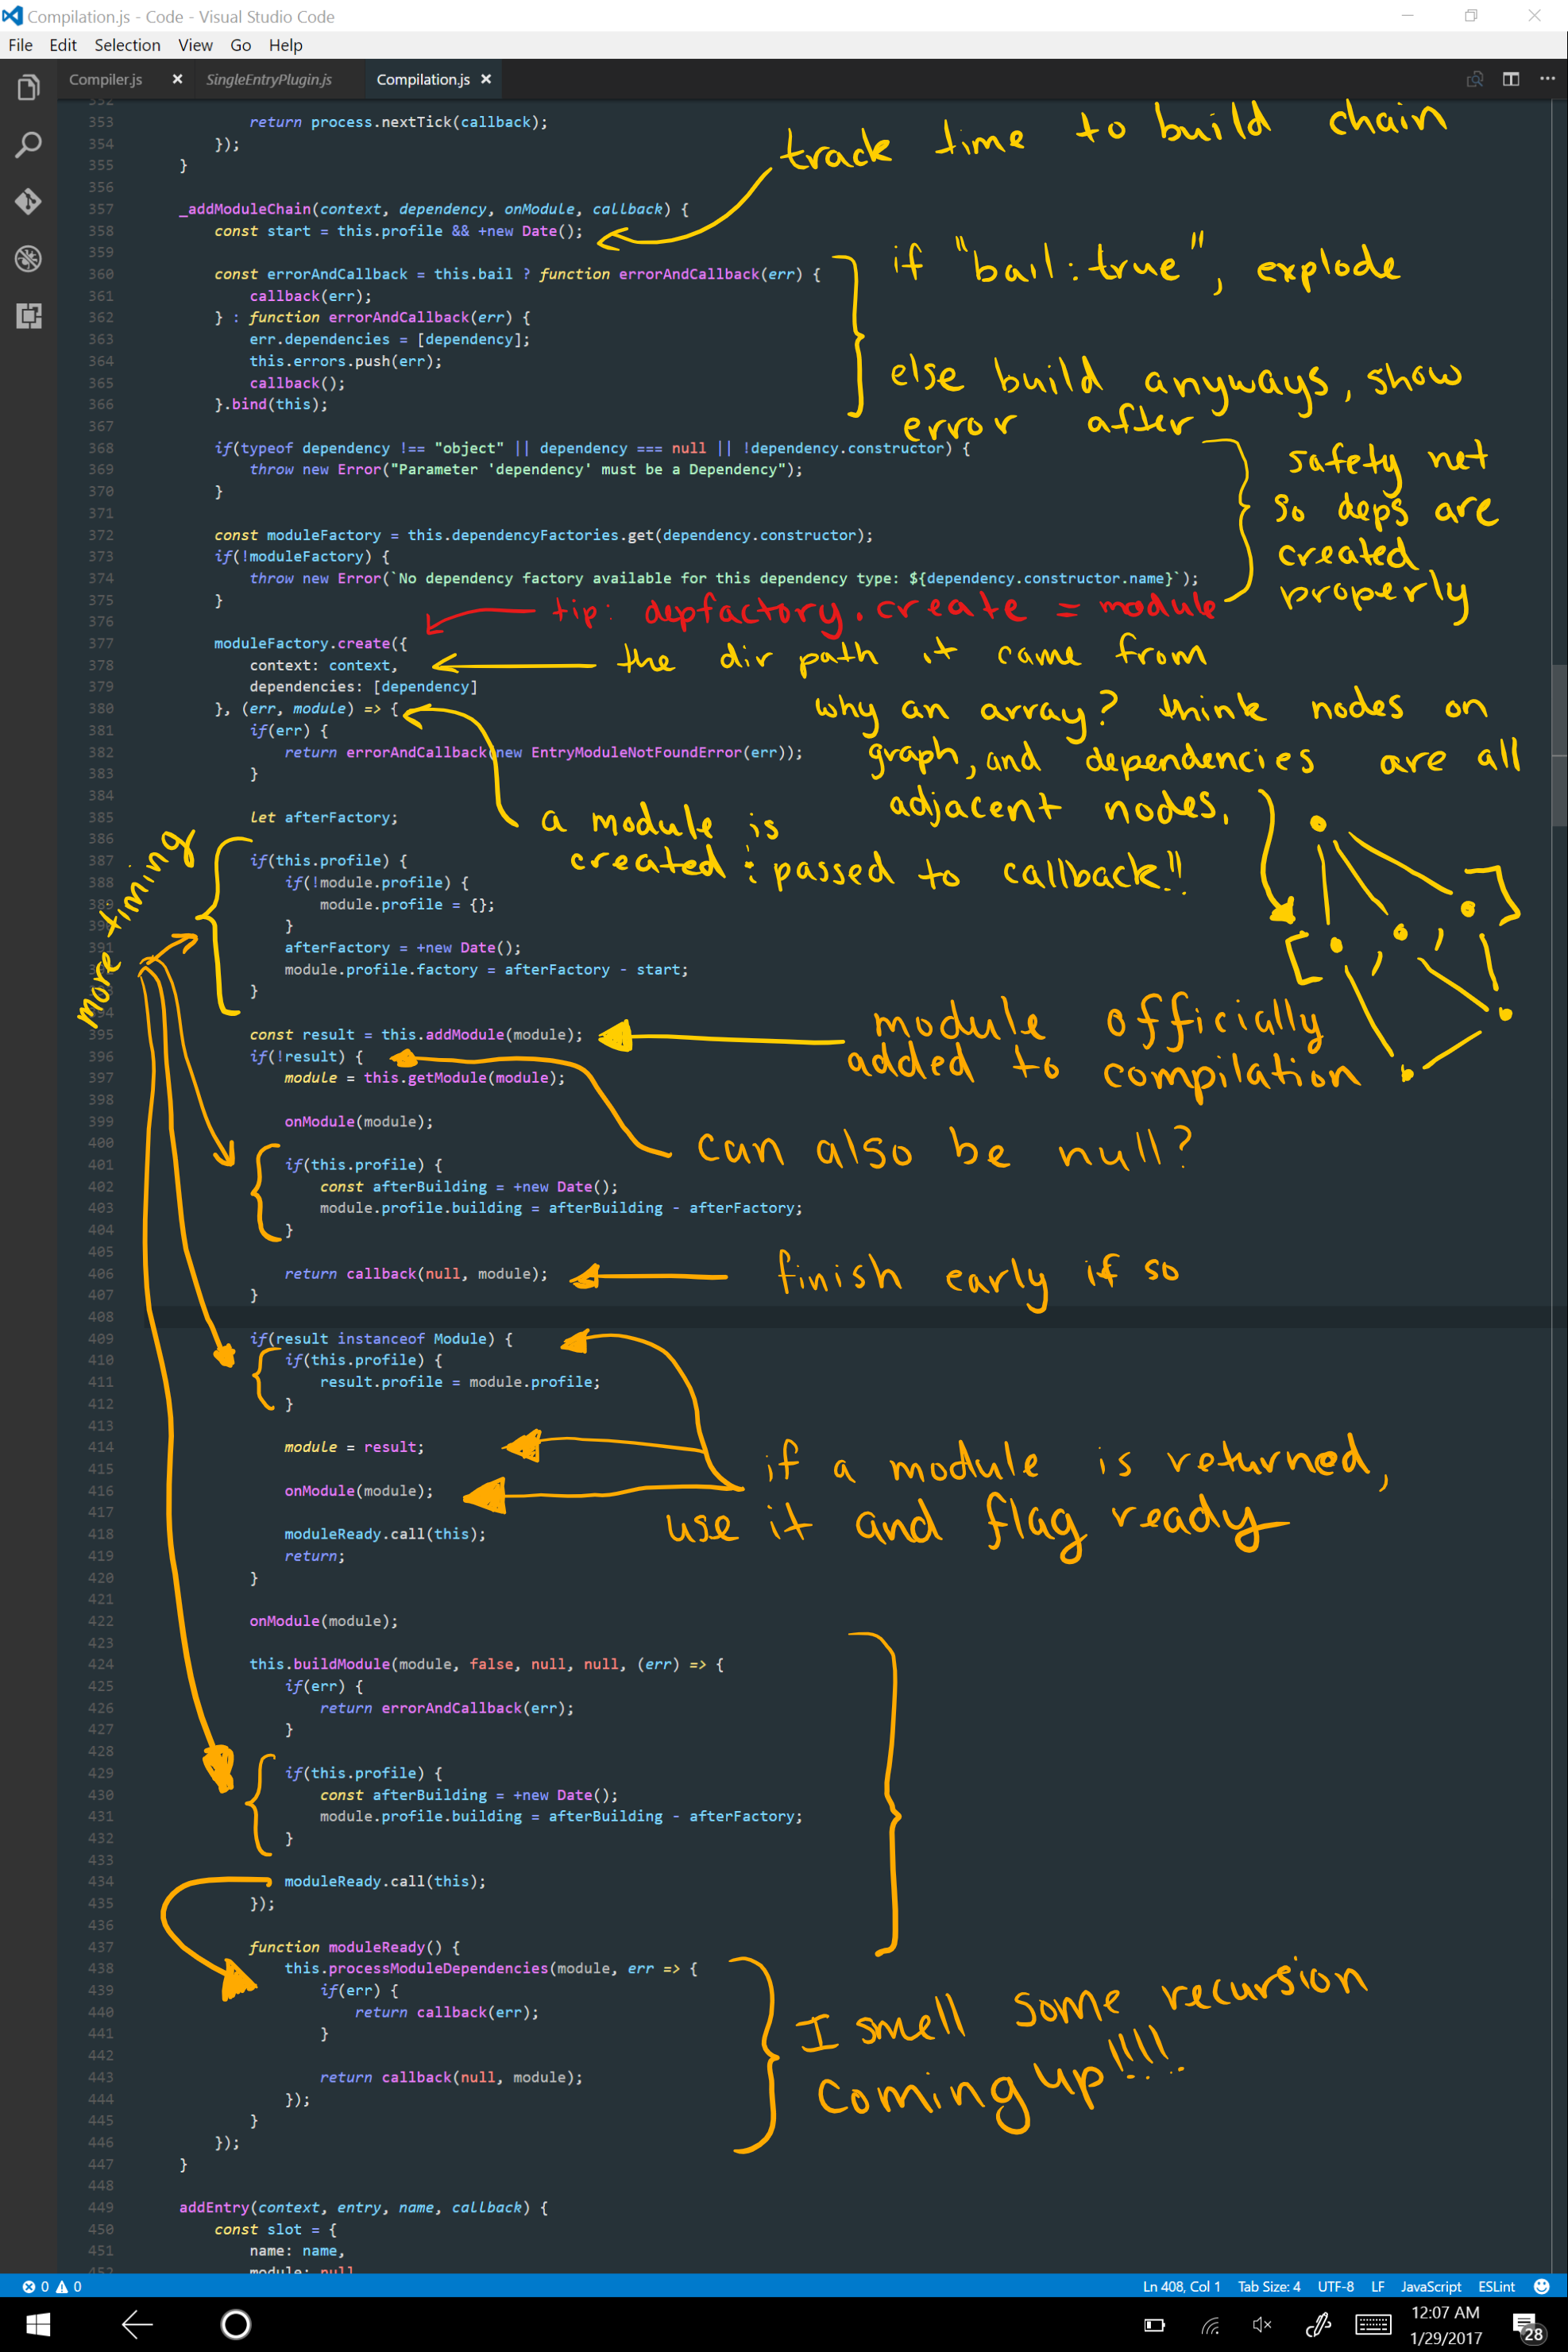 Compilation.js - Code - Visual Studio Code
File Edit Selection View Go Help
Compiler.js × SingleEntryPlugin.js Compilation.js ×
352
353 return process.nextTick(callback);
354 });
355 }
356
track time to build chain
357 _addModuleChain(context, dependency, onModule, callback) {
358 const start = this.profile && +new Date();
359
if "bail:true", explode
360 const errorAndCallback = this.bail ? function errorAndCallback(err) {
361 callback(err);
362 } : function errorAndCallback(err) {
363 err.dependencies = [dependency];
364 this.errors.push(err);
365 callback();
366 }.bind(this);
else build anyways, show
error after
367
368 if(typeof dependency !== "object" || dependency === null || !dependency.constructor) {
369 throw new Error("Parameter 'dependency' must be a Dependency");
370 }
371
372 const moduleFactory = this.dependencyFactories.get(dependency.constructor);
373 if(!moduleFactory) {
374 throw new Error(`No dependency factory available for this dependency type: ${dependency.constructor.name}`);
375 }
safety net
so deps are
created
properly
376
tip: depfactory.create = module
377 moduleFactory.create({
378 context: context,
the dir path it came from
379 dependencies: [dependency]
380 }, (err, module) => {
why an array? think nodes on
graph, and dependencies are all
adjacent nodes.
381 if(err) {
382 return errorAndCallback(new EntryModuleNotFoundError(err));
383 }
384
385 let afterFactory;
a module is
created : passed to callback!!
386
more timing
387 if(this.profile) {
388 if(!module.profile) {
389 module.profile = {};
390 }
391 afterFactory = +new Date();
392 module.profile.factory = afterFactory - start;
393 }
[ , , ]
394
395 const result = this.addModule(module);
module officially
added to compilation
396 if(!result) {
397 module = this.getModule(module);
398
399 onModule(module);
can also be null?
400
401 if(this.profile) {
402 const afterBuilding = +new Date();
403 module.profile.building = afterBuilding - afterFactory;
404 }
405
406 return callback(null, module);
finish early if so
407 }
408
409 if(result instanceof Module) {
410 if(this.profile) {
411 result.profile = module.profile;
412 }
413
414 module = result;
415
416 onModule(module);
if a module is returned,
use it and flag ready
417
418 moduleReady.call(this);
419 return;
420 }
421
422 onModule(module);
423
424 this.buildModule(module, false, null, null, (err) => {
425 if(err) {
426 return errorAndCallback(err);
427 }
428
429 if(this.profile) {
430 const afterBuilding = +new Date();
431 module.profile.building = afterBuilding - afterFactory;
432 }
433
434 moduleReady.call(this);
435 });
436
437 function moduleReady() {
438 this.processModuleDependencies(module, err => {
439 if(err) {
440 return callback(err);
441 }
442
443 return callback(null, module);
444 });
I smell some recursion
coming up!!!!
445 }
446 });
447 }
448
449 addEntry(context, entry, name, callback) {
450 const slot = {
451 name: name,
452 module: null
0 0 Ln 408, Col 1 Tab Size: 4 UTF-8 LF JavaScript ESLint
12:07 AM
1/29/2017
28